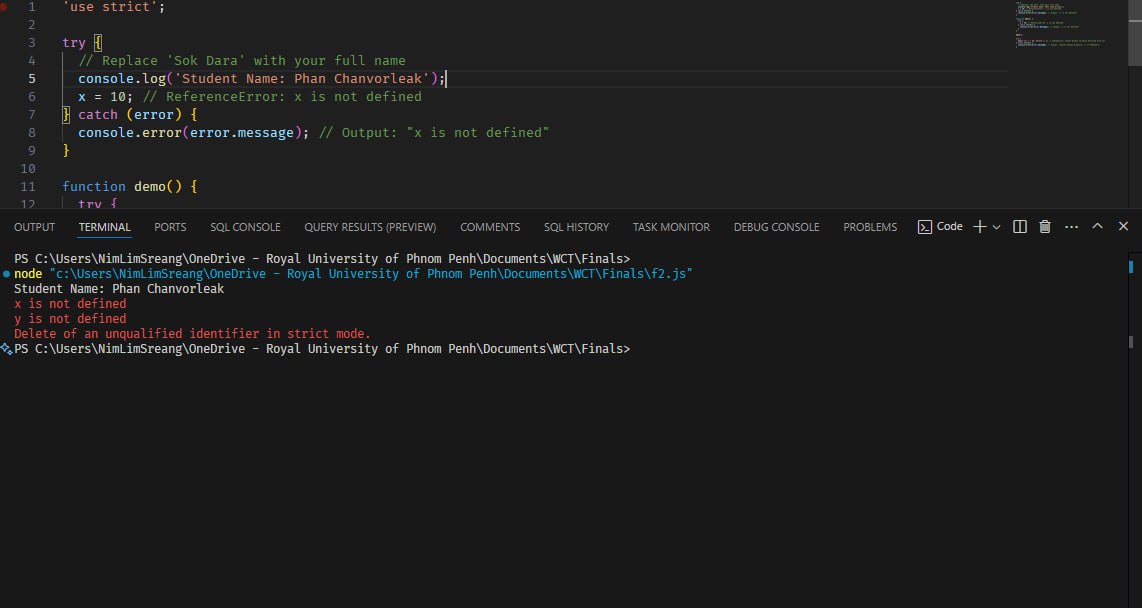 1 'use strict';
2
3 try {
4 // Replace 'Sok Dara' with your full name
5 console.log('Student Name: Phan Chanvorleak');
6 x = 10; // ReferenceError: x is not defined
7 } catch (error) {
8 console.error(error.message); // Output: "x is not defined"
9 }
10
11 function demo() {
12 try {
OUTPUT TERMINAL PORTS SQL CONSOLE QUERY RESULTS (PREVIEW) COMMENTS SQL HISTORY TASK MONITOR DEBUG CONSOLE PROBLEMS Code
PS C:\Users\NimLimSreang\OneDrive - Royal University of Phnom Penh\Documents\WCT\Finals>
node "c:\Users\NimLimSreang\OneDrive - Royal University of Phnom Penh\Documents\WCT\Finals\f2.js"
Student Name: Phan Chanvorleak
x is not defined
y is not defined
Delete of an unqualified identifier in strict mode.
PS C:\Users\NimLimSreang\OneDrive - Royal University of Phnom Penh\Documents\WCT\Finals>